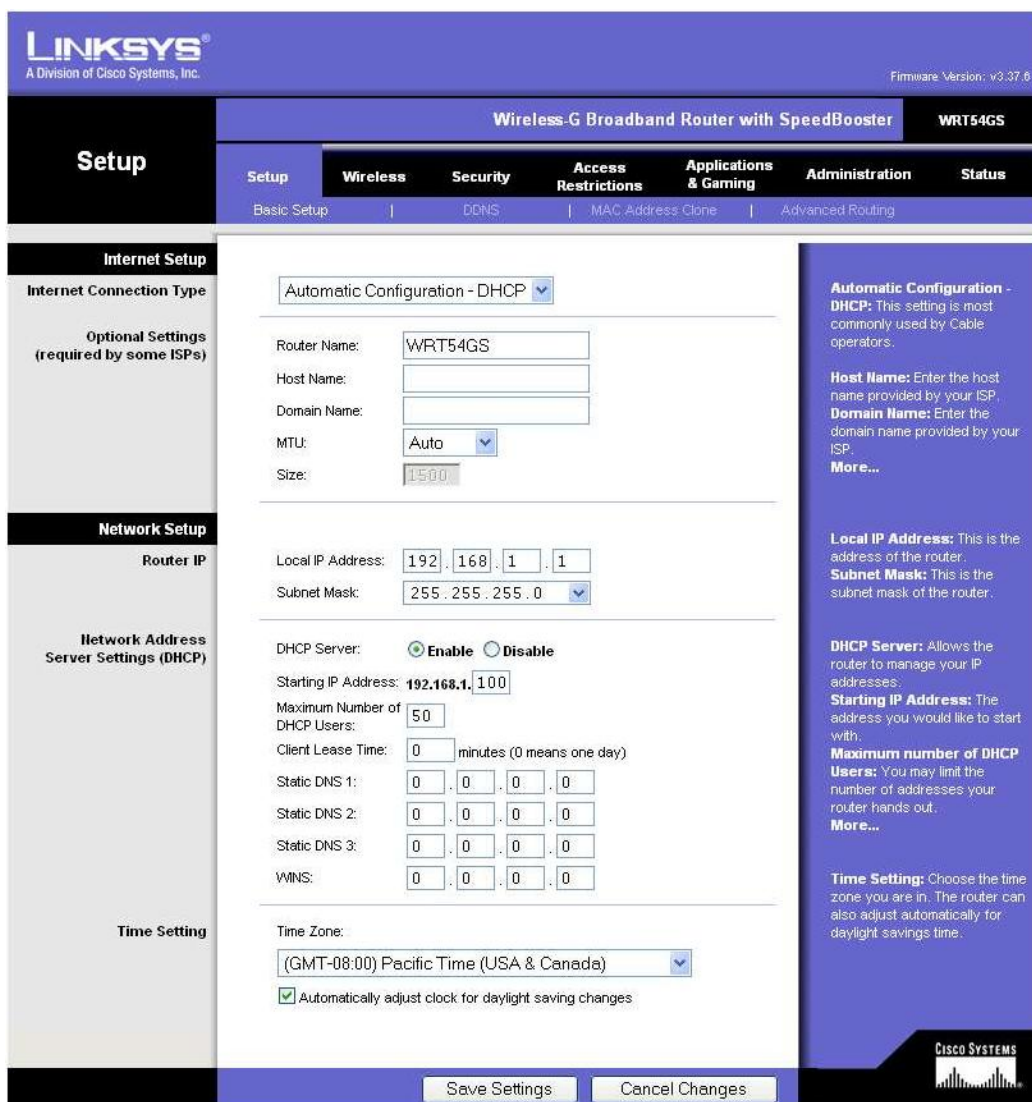 LINKSYS®
A Division of Cisco Systems, Inc.
Firmware Version: v3.37.6
Wireless-G Broadband Router with SpeedBooster WRT54GS
Setup
Setup Wireless Security Access Restrictions Applications & Gaming Administration Status
Basic Setup | DDNS | MAC Address Clone | Advanced Routing
Internet Setup
Internet Connection Type
Automatic Configuration - DHCP
Optional Settings
(required by some ISPs)
Router Name: WRT54GS
Host Name:
Domain Name:
MTU: Auto
Size: 1500
Automatic Configuration -
DHCP: This setting is most
commonly used by Cable
operators.
Host Name: Enter the host
name provided by your ISP.
Domain Name: Enter the
domain name provided by your
ISP.
More...
Network Setup
Router IP
Local IP Address: 192 . 168 . 1 . 1
Subnet Mask: 255.255.255.0
Local IP Address: This is the
address of the router.
Subnet Mask: This is the
subnet mask of the router.
Network Address
Server Settings (DHCP)
DHCP Server: Enable Disable
Starting IP Address: 192.168.1. 100
Maximum Number of
DHCP Users: 50
Client Lease Time: 0 minutes (0 means one day)
Static DNS 1: 0 . 0 . 0 . 0
Static DNS 2: 0 . 0 . 0 . 0
Static DNS 3: 0 . 0 . 0 . 0
WINS: 0 . 0 . 0 . 0
DHCP Server: Allows the
router to manage your IP
addresses.
Starting IP Address: The
address you would like to start
with.
Maximum number of DHCP
Users: You may limit the
number of addresses your
router hands out.
More...
Time Setting
Time Zone:
(GMT-08:00) Pacific Time (USA & Canada)
Automatically adjust clock for daylight saving changes
Time Setting: Choose the time
zone you are in. The router can
also adjust automatically for
daylight savings time.
CISCO SYSTEMS
Save Settings Cancel Changes